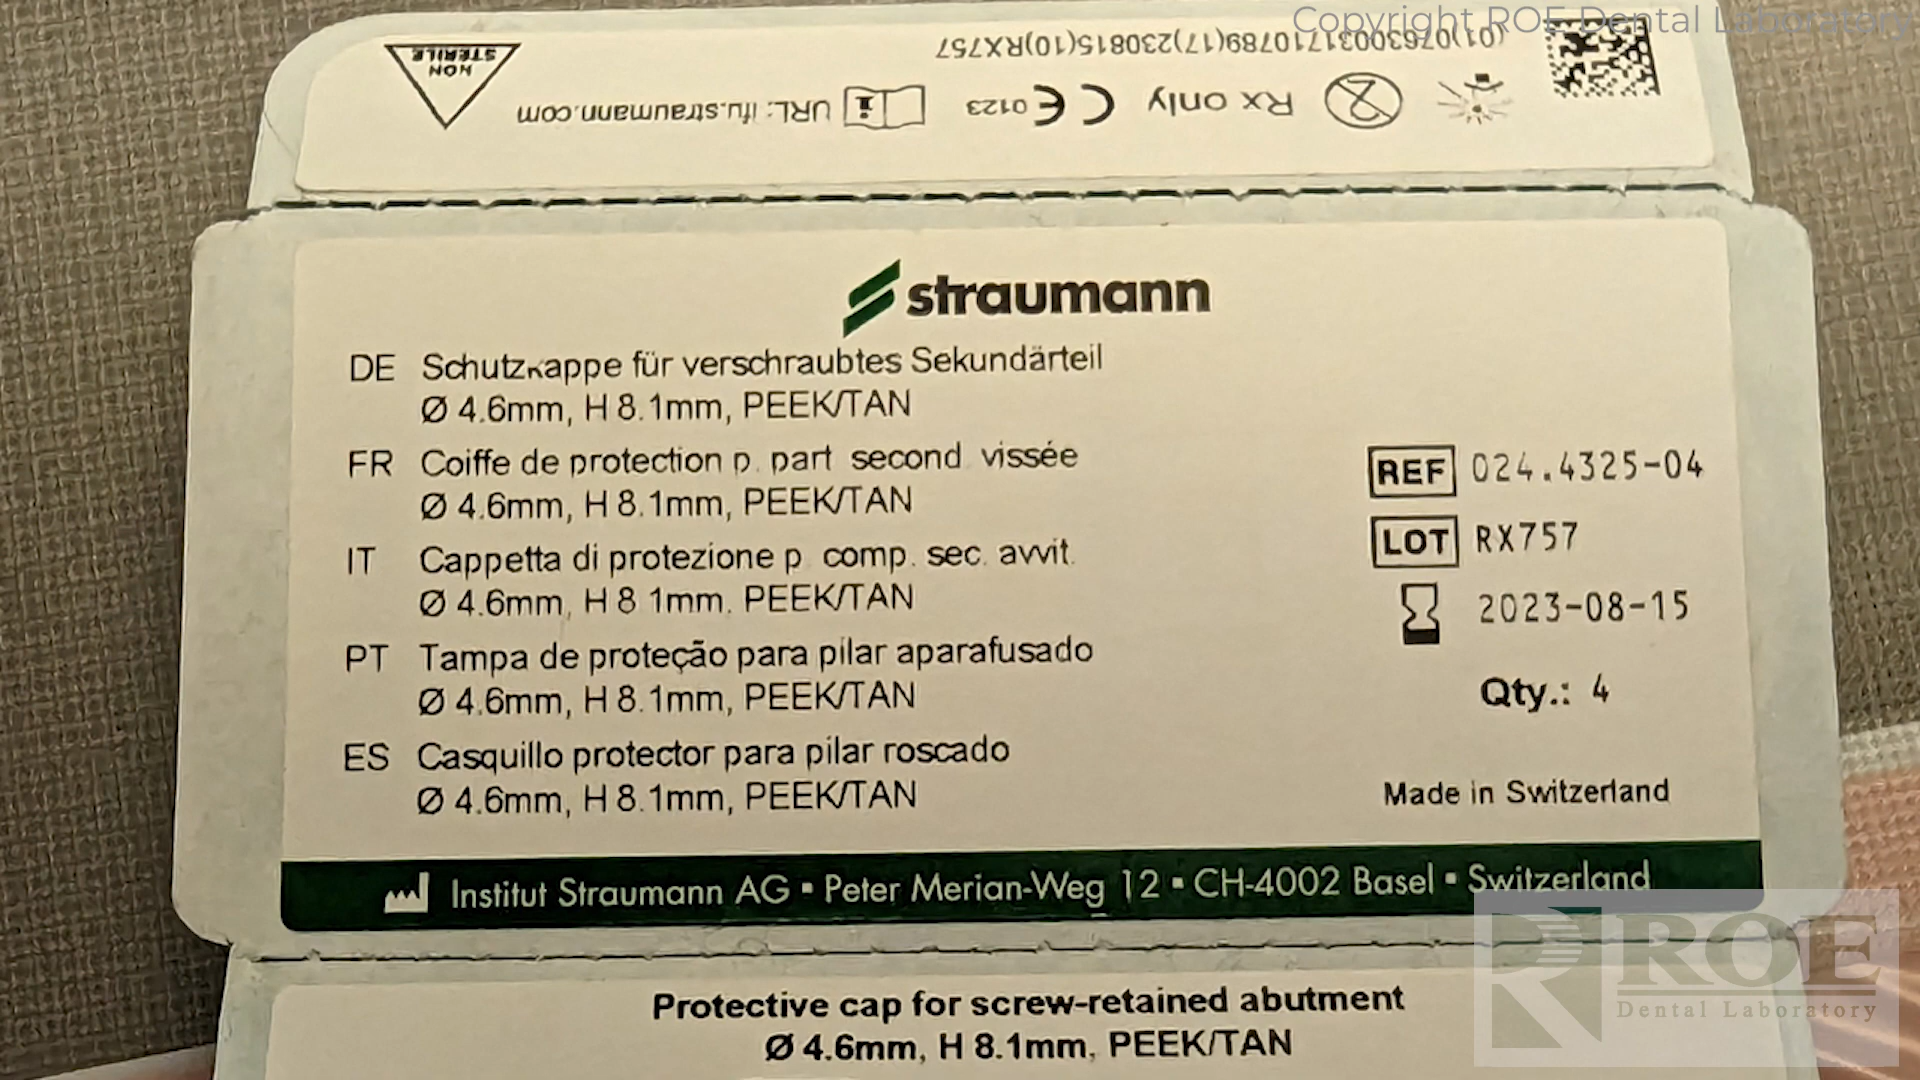 Copyright ROE Dental Laboratory
(01)07630031710789(17)230815(10)RX757
NON
STERILE
URL: ifu.straumann.com
CE 0123
Rx only
2
straumann
DE Schutzkappe für verschraubtes Sekundärteil
Ø 4.6mm, H 8.1mm, PEEK/TAN
FR Coiffe de protection p. part second vissée
Ø 4.6mm, H 8.1mm, PEEK/TAN
IT Cappetta di protezione p comp. sec. avvit.
Ø 4.6mm, H 8 1mm, PEEK/TAN
PT Tampa de proteção para pilar aparafusado
Ø 4.6mm, H 8.1mm, PEEK/TAN
ES Casquillo protector para pilar roscado
Ø 4.6mm, H 8.1mm, PEEK/TAN
REF 024.4325-04
LOT RX757
2023-08-15
Qty.: 4
Made in Switzerland
Institut Straumann AG ▪ Peter Merian-Weg 12 ▪ CH-4002 Basel ▪ Switzerland
Protective cap for screw-retained abutment
Ø 4.6mm, H 8.1mm, PEEK/TAN
ROE
Dental Laboratory